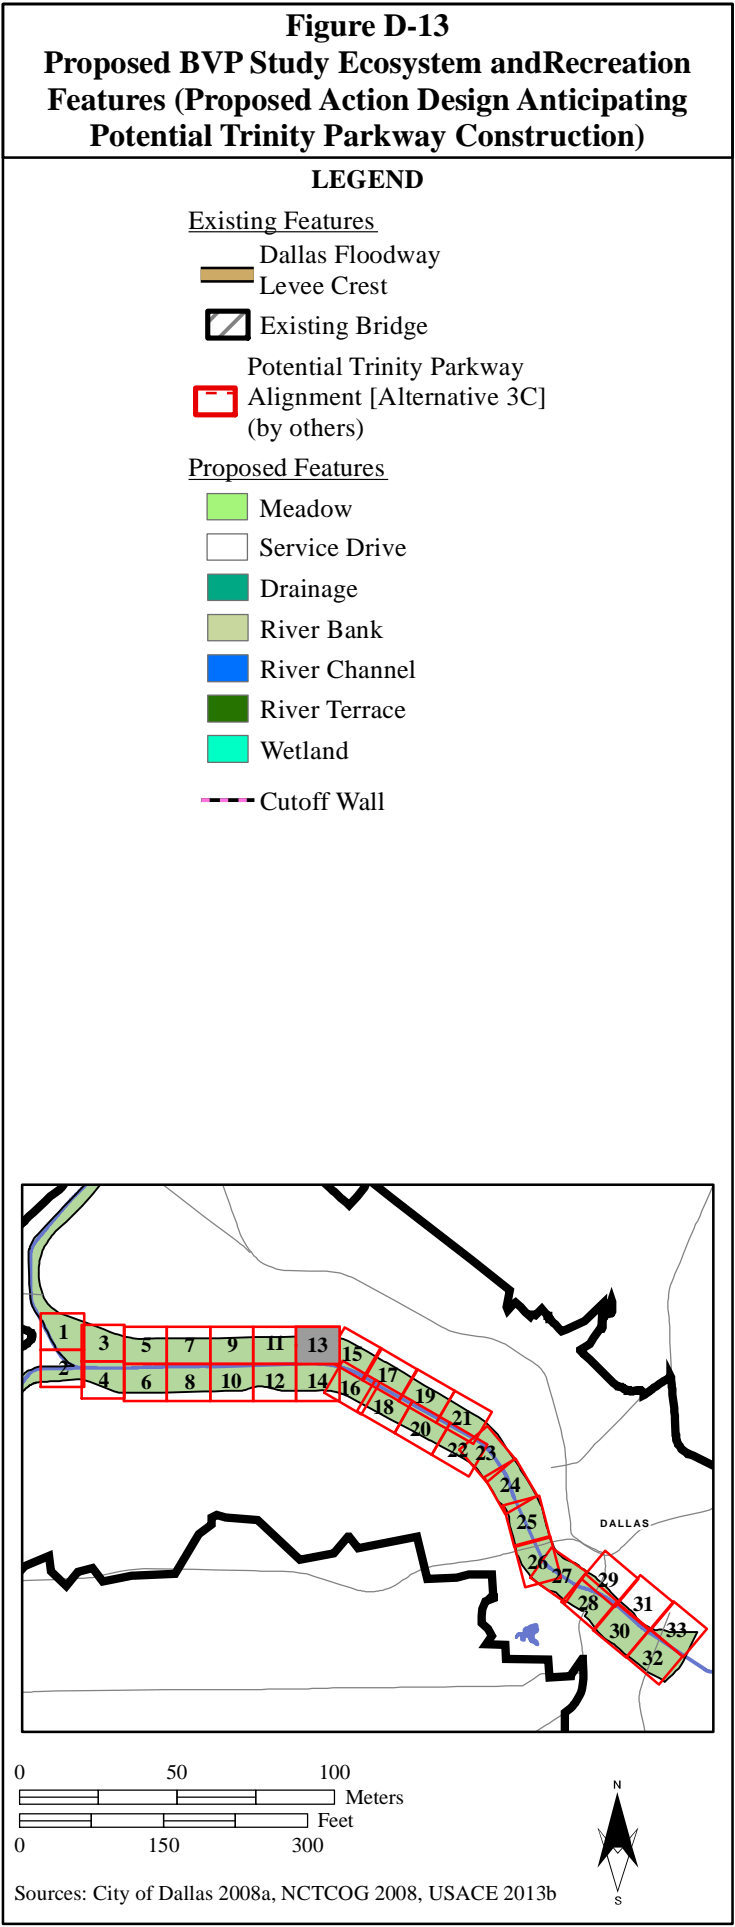 Figure D-13
Proposed BVP Study Ecosystem andRecreation
Features (Proposed Action Design Anticipating
Potential Trinity Parkway Construction)
LEGEND
Existing Features
Dallas Floodway
Levee Crest
Existing Bridge
Potential Trinity Parkway
Alignment [Alternative 3C]
(by others)
Proposed Features
Meadow
Service Drive
Drainage
River Bank
River Channel
River Terrace
Wetland
Cutoff Wall
1
2
3
4
5
6
7
8
9
10
11
12
13
14
15
16
17
18
19
20
21
22
23
24
25
26
27
28
29
30
31
32
33
DALLAS
0 50 100
Meters
Feet
0 150 300
N
S
Sources: City of Dallas 2008a, NCTCOG 2008, USACE 2013b